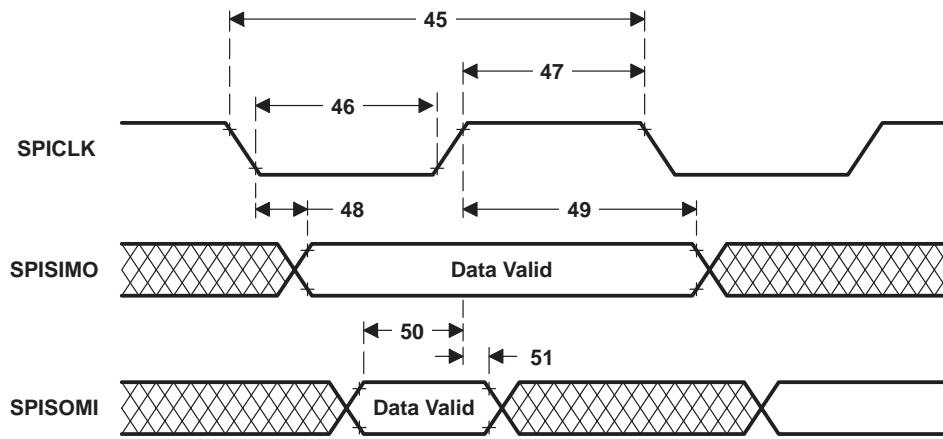 45
47
46
SPICLK
48
49
SPISIMO
Data Valid
50
51
SPISOMI
Data Valid